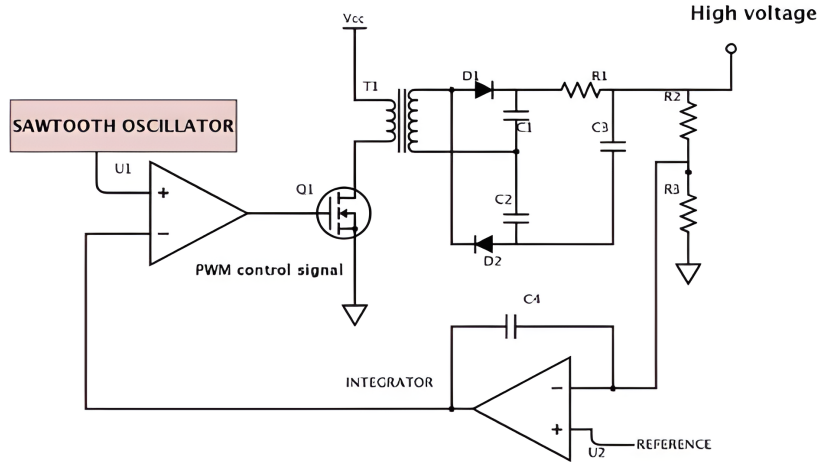 High voltage
Vcc
T1
D1
R1
R2
SAWTOOTH OSCILLATOR
C1
C3
U1
+
Q1
R3
C2
−
D2
PWM control signal
C4
INTEGRATOR
−
+
REFERENCE
U2